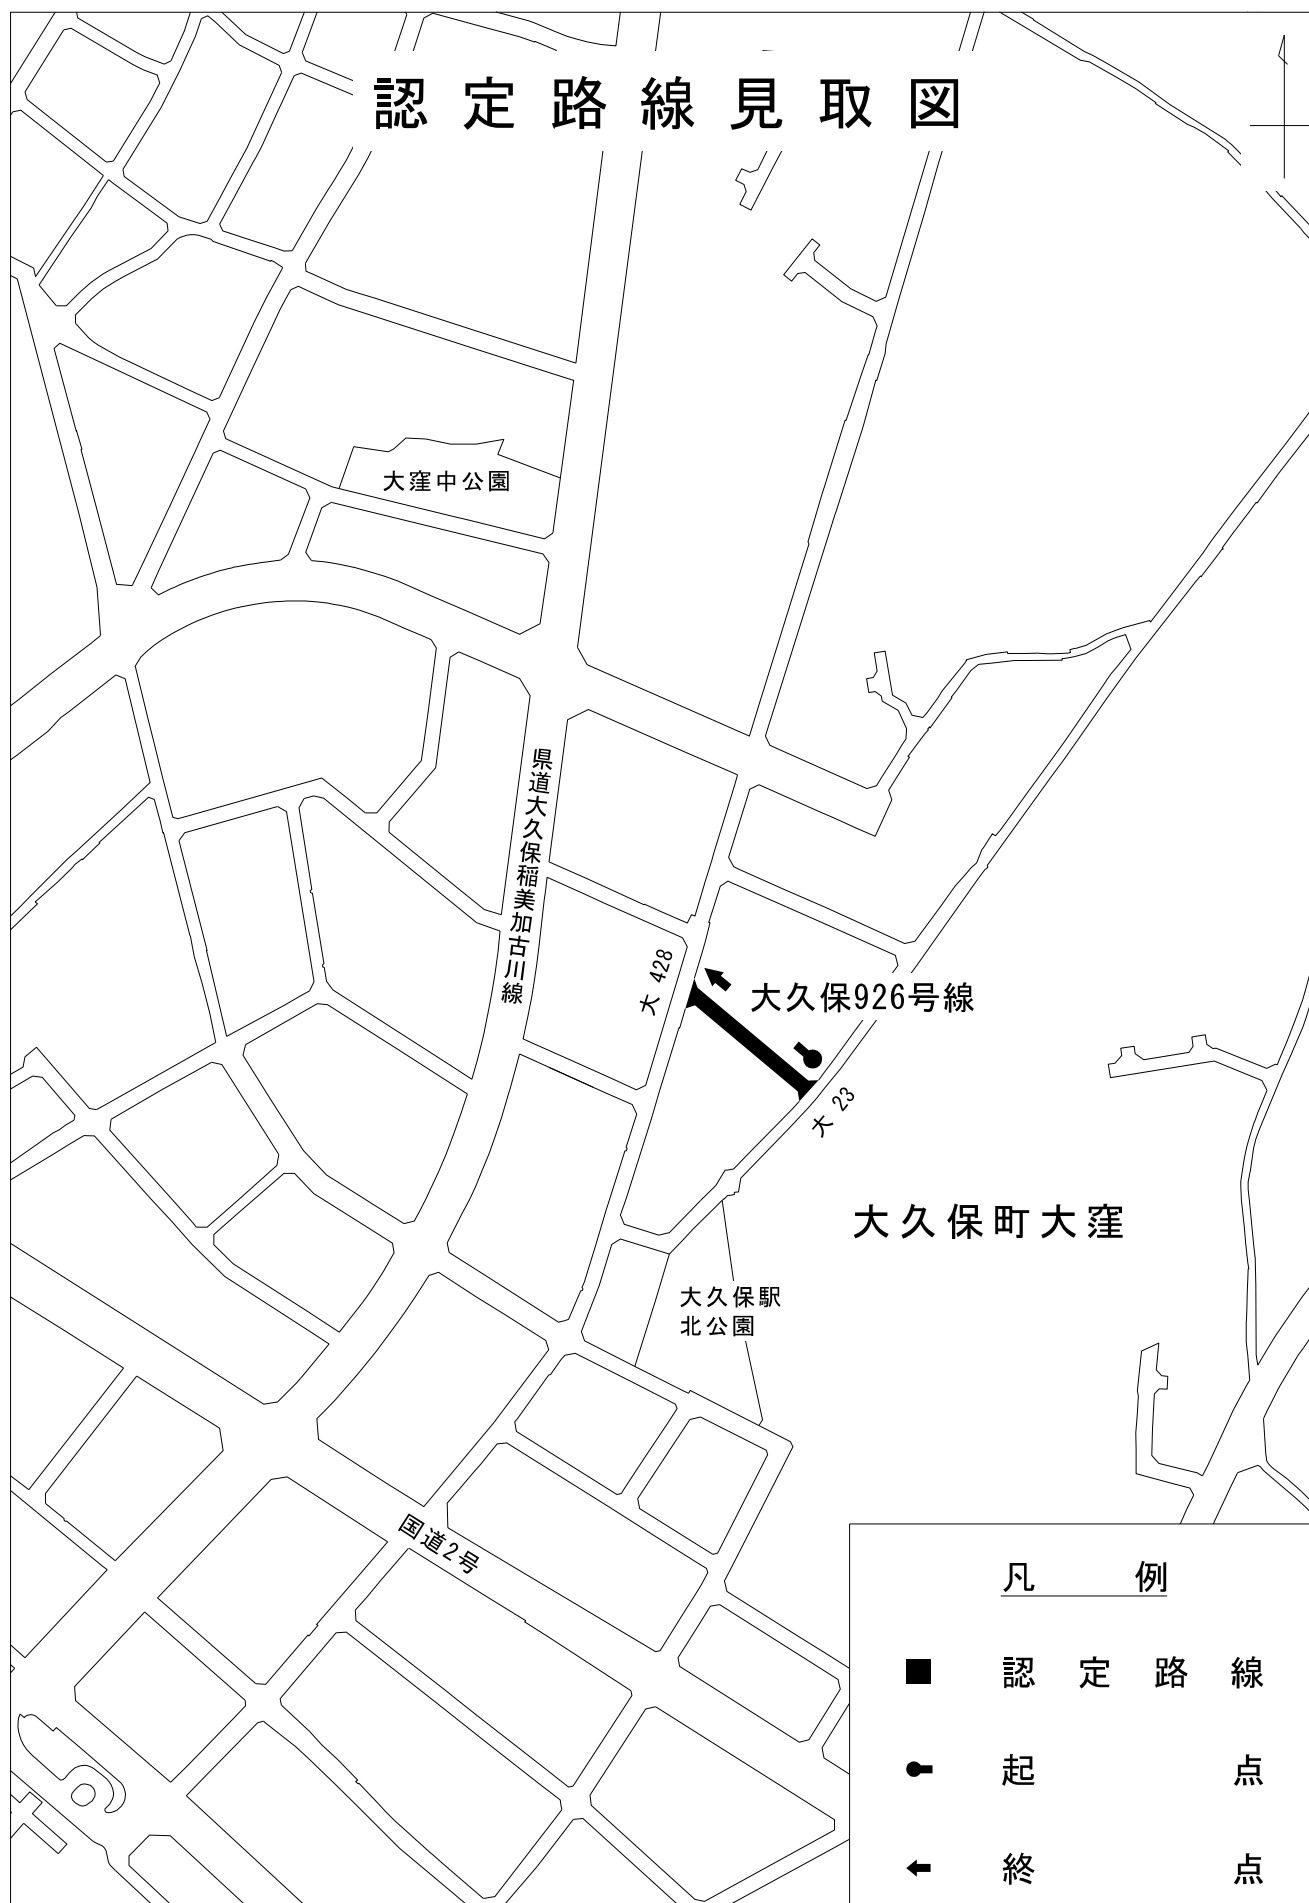 認定路線見取図
大窪中公園
県道大久保稲美加古川線
大 428
大久保926号線
大 23
大久保町大窪
大久保駅
北公園
国道2号
凡 例
認定路線
起点
終点